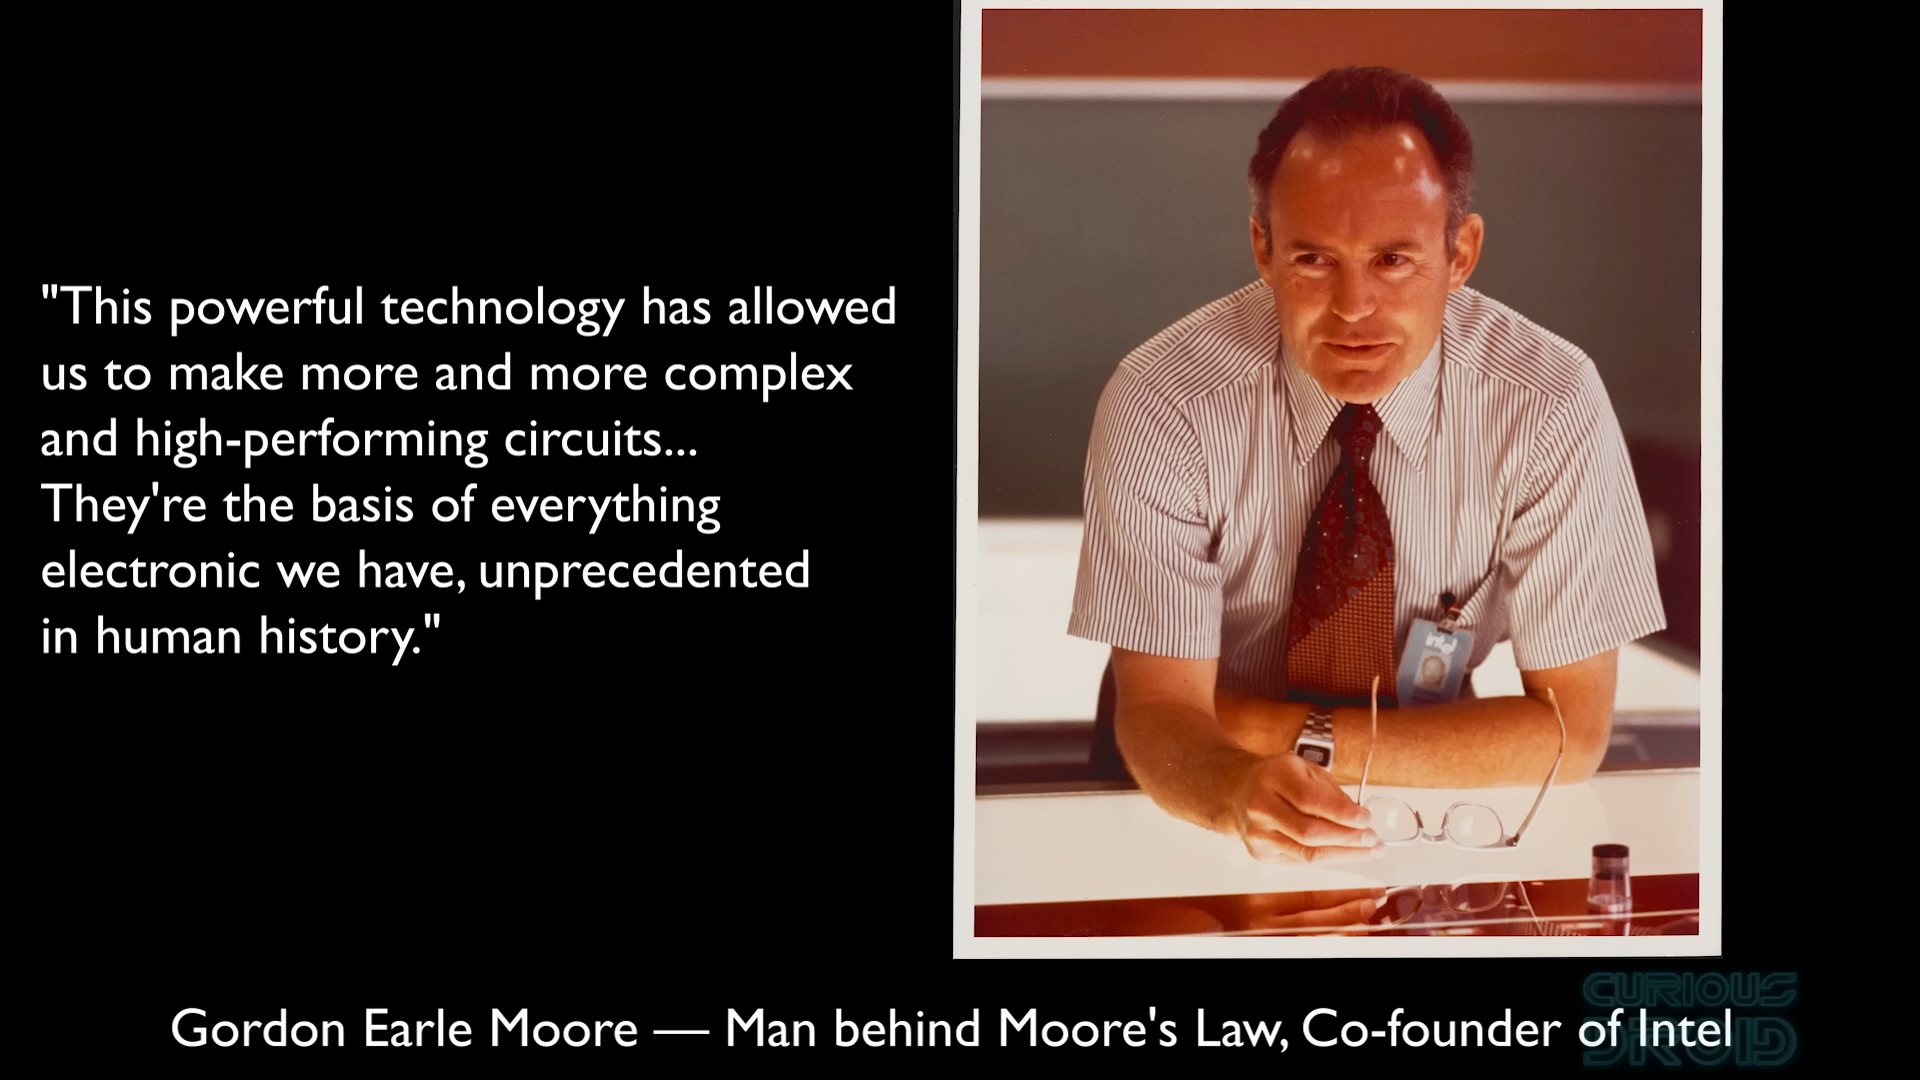 "This powerful technology has allowed
us to make more and more complex
and high-performing circuits...
They're the basis of everything
electronic we have, unprecedented
in human history."
intel
Gordon Earle Moore — Man behind Moore's Law, Co-founder of Intel
CURIOUS
DROID